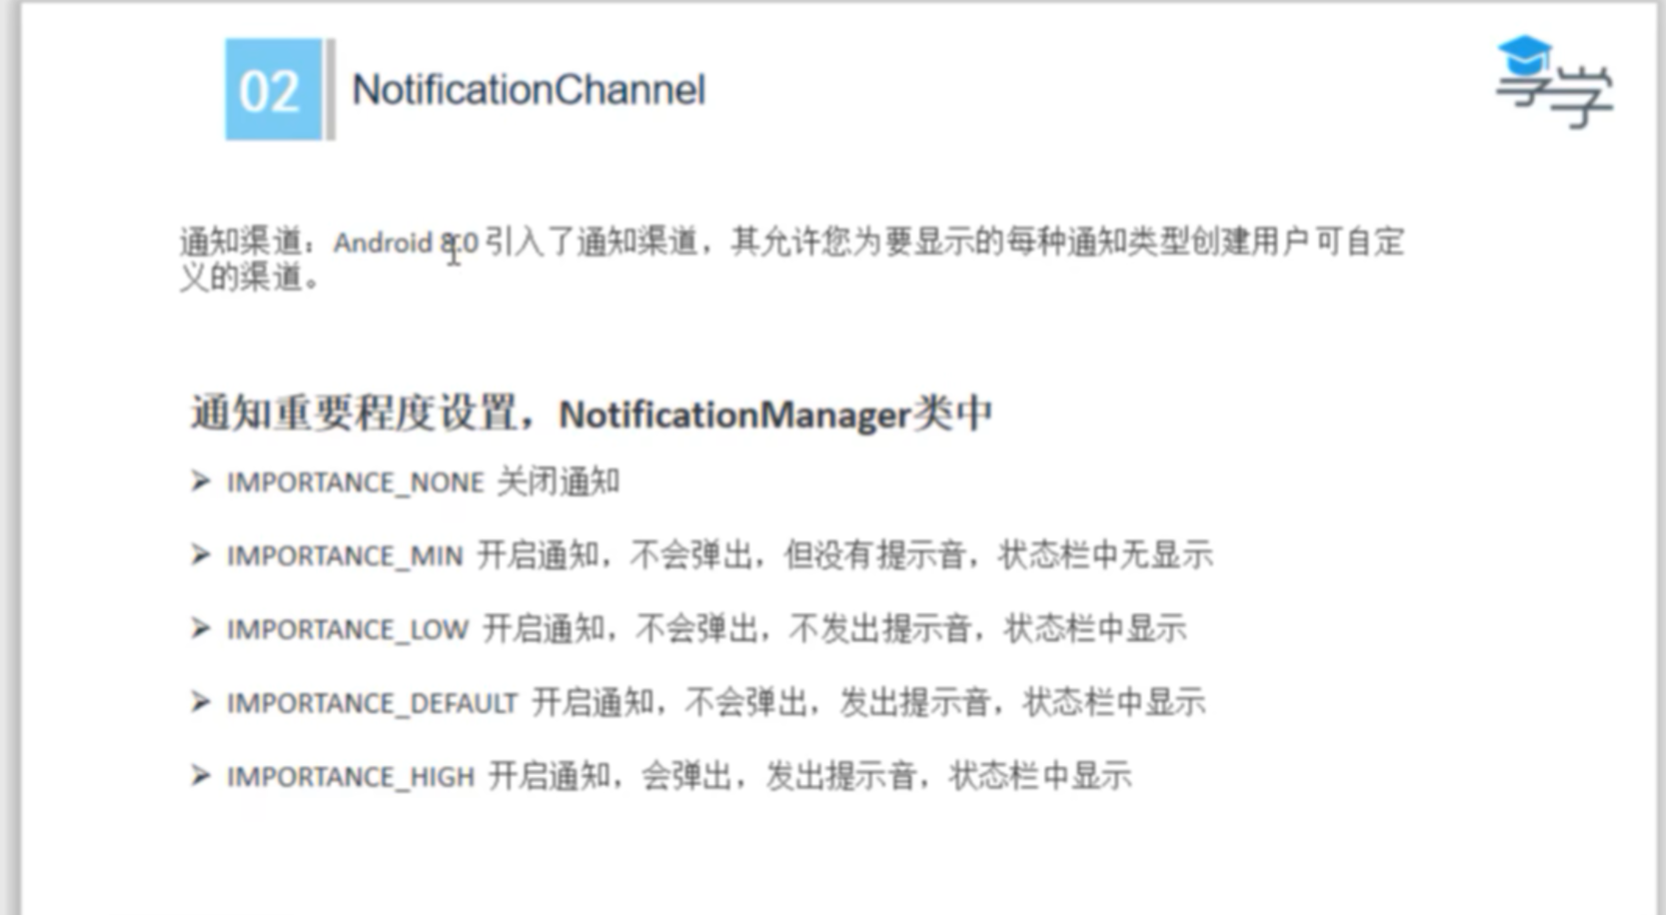 02
NotificationChannel
享学
通知渠道：Android 8.0 引入了通知渠道，其允许您为要显示的每种通知类型创建用户可自定
义的渠道。
通知重要程度设置，NotificationManager类中
➢ IMPORTANCE_NONE 关闭通知
➢ IMPORTANCE_MIN 开启通知，不会弹出，但没有提示音，状态栏中无显示
➢ IMPORTANCE_LOW 开启通知，不会弹出，不发出提示音，状态栏中显示
➢ IMPORTANCE_DEFAULT 开启通知，不会弹出，发出提示音，状态栏中显示
➢ IMPORTANCE_HIGH 开启通知，会弹出，发出提示音，状态栏中显示